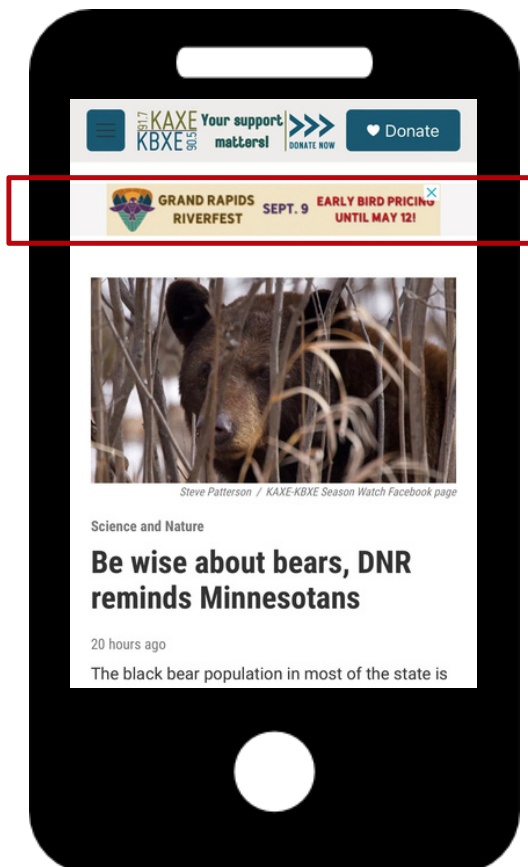 91.7 KAXE
KBXE 90.5
Your support
matters!
DONATE NOW
Donate
GRAND RAPIDS
RIVERFEST
SEPT. 9
EARLY BIRD PRICING
UNTIL MAY 12!
Steve Patterson / KAXE-KBXE Season Watch Facebook page
Science and Nature
Be wise about bears, DNR
reminds Minnesotans
20 hours ago
The black bear population in most of the state is